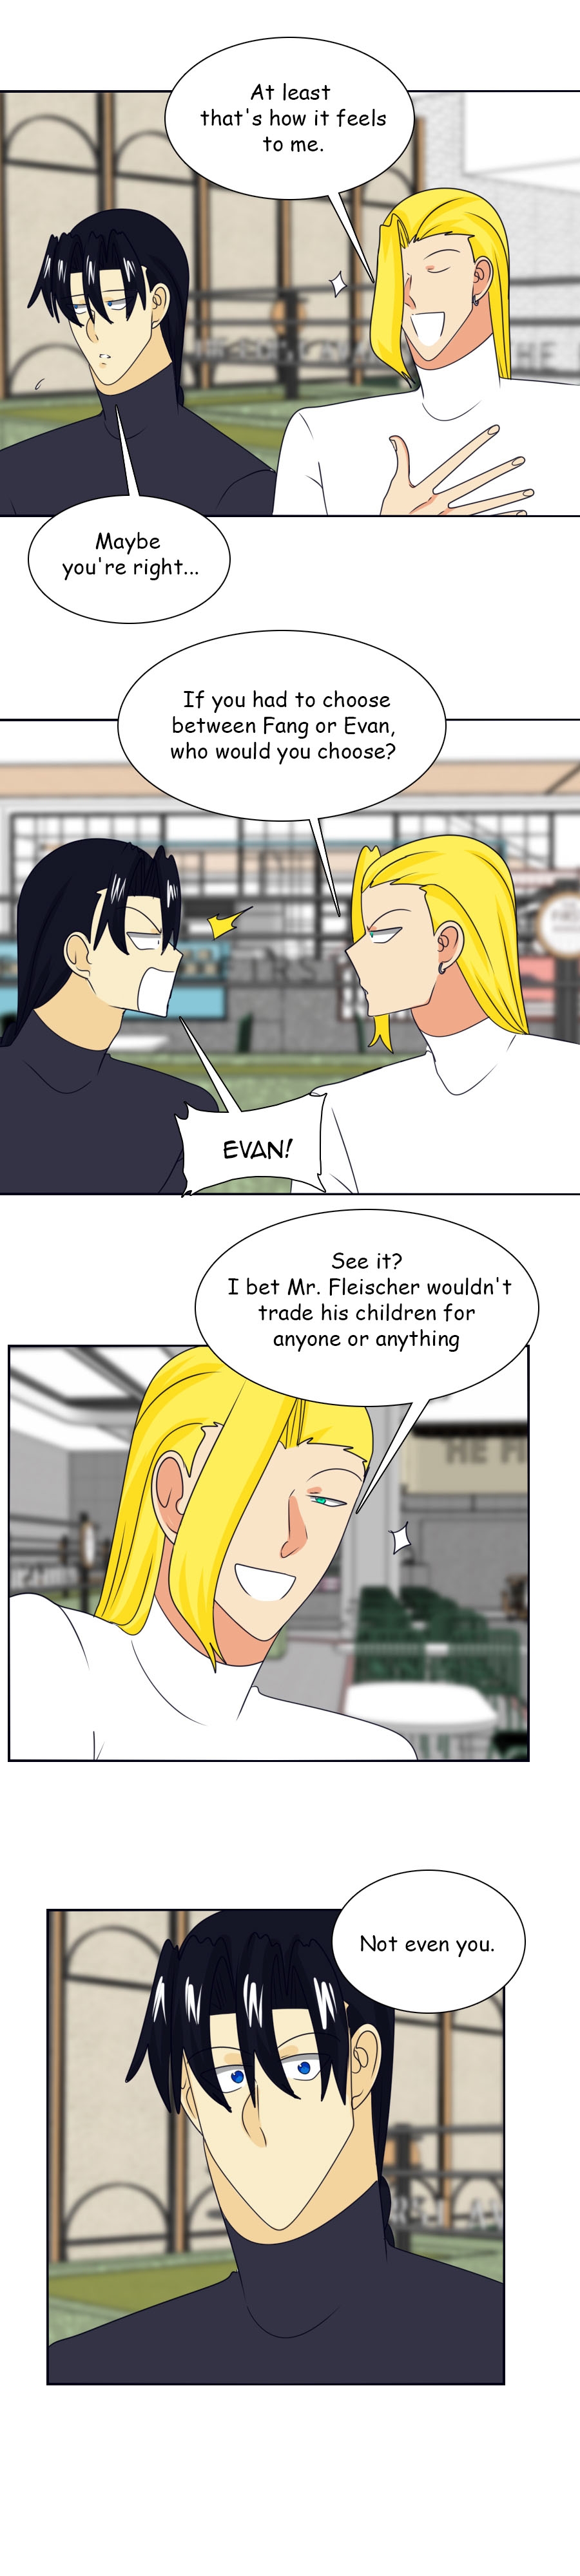 At least
that's how it feels
to me.
Maybe
you're right...
If you had to choose
between Fang or Evan,
who would you choose?
EVAN!
See it?
I bet Mr. Fleischer wouldn't
trade his children for
anyone or anything
Not even you.